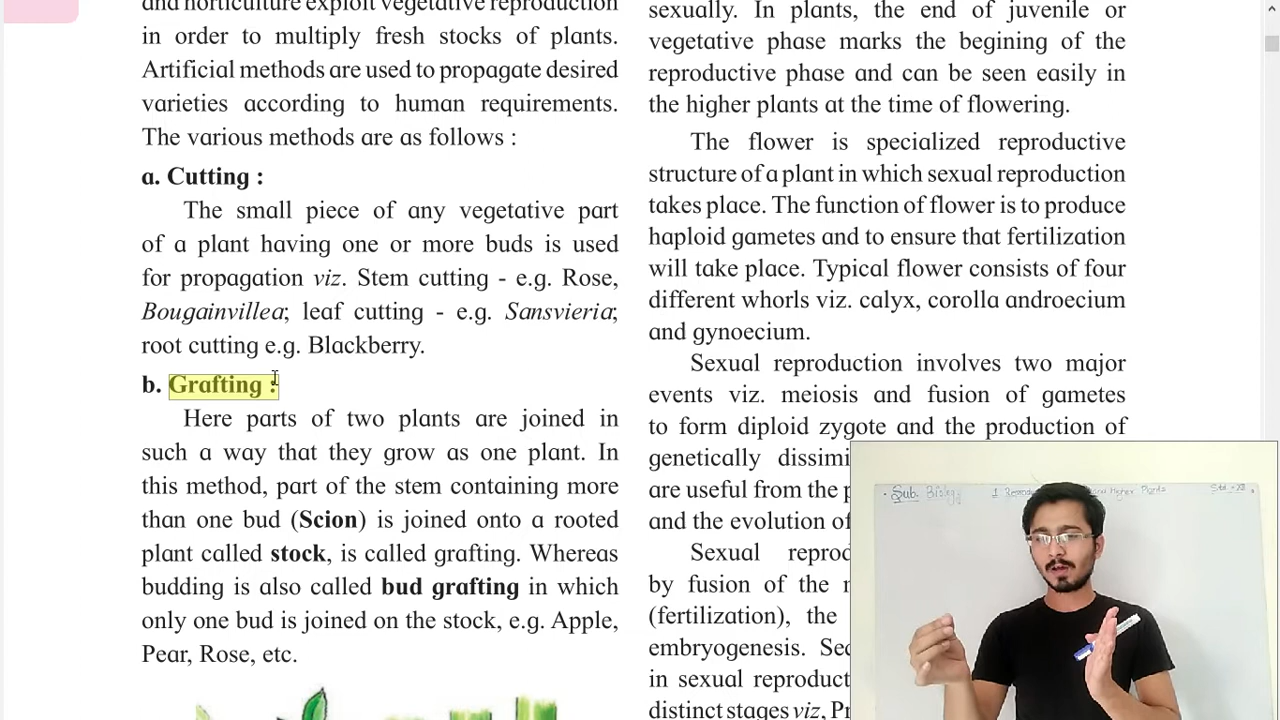 and horticulture exploit vegetative reproduction
in order to multiply fresh stocks of plants.
Artificial methods are used to propagate desired
varieties according to human requirements.
The various methods are as follows :
a. Cutting :
The small piece of any vegetative part
of a plant having one or more buds is used
for propagation viz. Stem cutting - e.g. Rose,
Bougainvillea; leaf cutting - e.g. Sansvieria;
root cutting e.g. Blackberry.
b. Grafting :
Here parts of two plants are joined in
such a way that they grow as one plant. In
this method, part of the stem containing more
than one bud (Scion) is joined onto a rooted
plant called stock, is called grafting. Whereas
budding is also called bud grafting in which
only one bud is joined on the stock, e.g. Apple,
Pear, Rose, etc.
sexually. In plants, the end of juvenile or
vegetative phase marks the begining of the
reproductive phase and can be seen easily in
the higher plants at the time of flowering.
The flower is specialized reproductive
structure of a plant in which sexual reproduction
takes place. The function of flower is to produce
haploid gametes and to ensure that fertilization
will take place. Typical flower consists of four
different whorls viz. calyx, corolla androecium
and gynoecium.
Sexual reproduction involves two major
events viz. meiosis and fusion of gametes
to form diploid zygote and the production of
genetically dissimi
are useful from the p
and the evolution of
Sexual reprod
by fusion of the
(fertilization), the
embryogenesis. Sec
in sexual reproduct
distinct stages viz, Pr
Sub. Biology
Plants